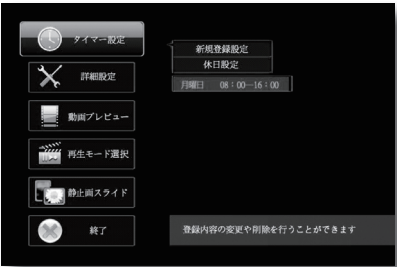 タイマー設定
新規登録設定
休日設定
月曜日 08:00-16:00
詳細設定
動画プレビュー
再生モード選択
静止画スライド
終了
登録内容の変更や削除を行うことができます